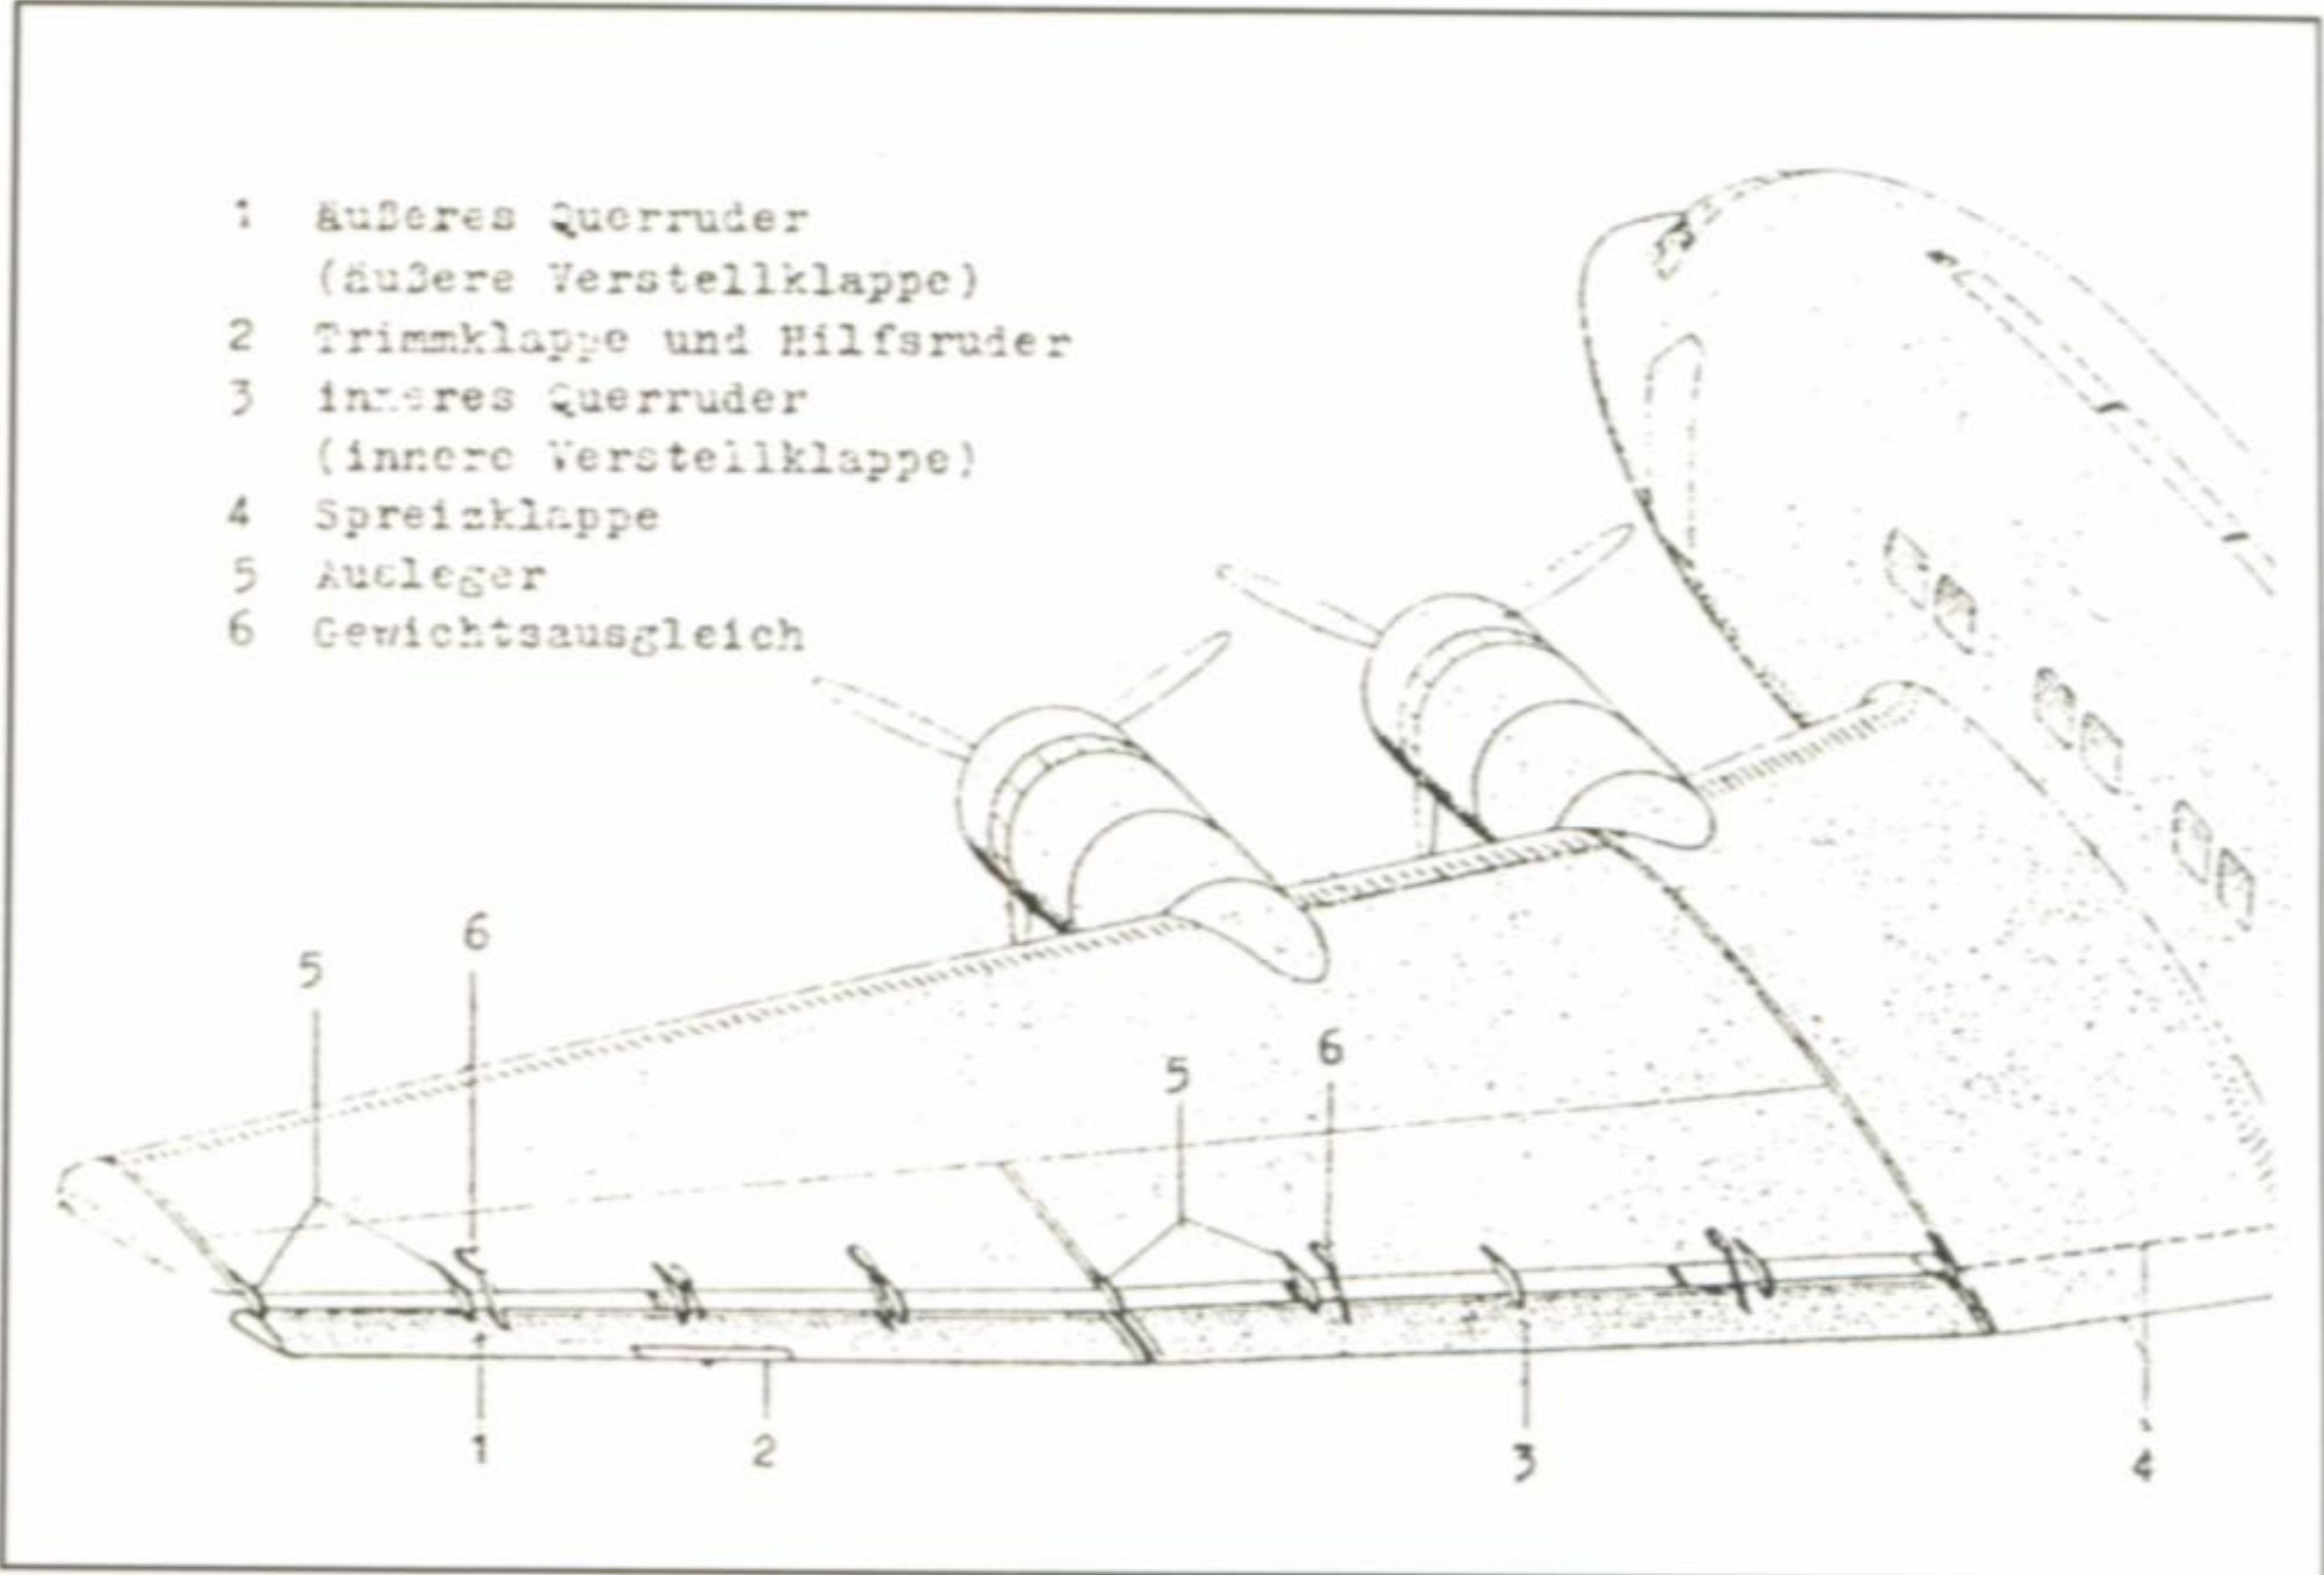 1 äußeres Querruder
(äußere Verstellklappe)
2 Trimmklappe und Hilfsruder
3 inneres Querruder
(innere Verstellklappe)
4 Spreizklappe
5 Ausleger
6 Gewichtsausgleich
6
5
6
5
1
2
3
4